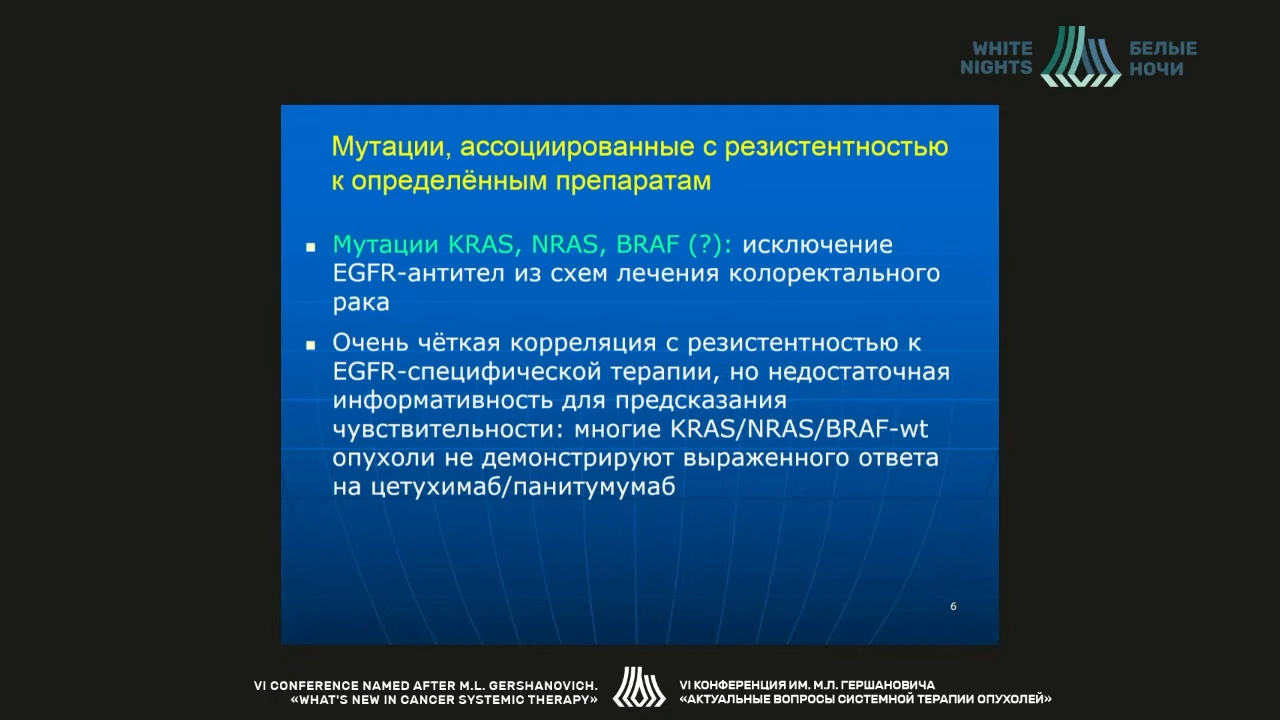 WHITE
NIGHTS
БЕЛЫЕ
НОЧИ
Мутации, ассоциированные с резистентностью
к определённым препаратам
Мутации KRAS, NRAS, BRAF (?): исключение
EGFR-антител из схем лечения колоректального
рака
Очень чёткая корреляция с резистентностью к
EGFR-специфической терапии, но недостаточная
информативность для предсказания
чувствительности: многие KRAS/NRAS/BRAF-wt
опухоли не демонстрируют выраженного ответа
на цетухимаб/панитумумаб
6
VI CONFERENCE NAMED AFTER M.L. GERSHANOVICH.
«WHAT'S NEW IN CANCER SYSTEMIC THERAPY»
VI КОНФЕРЕНЦИЯ ИМ. М.Л. ГЕРШАНОВИЧА
«АКТУАЛЬНЫЕ ВОПРОСЫ СИСТЕМНОЙ ТЕРАПИИ ОПУХОЛЕЙ»